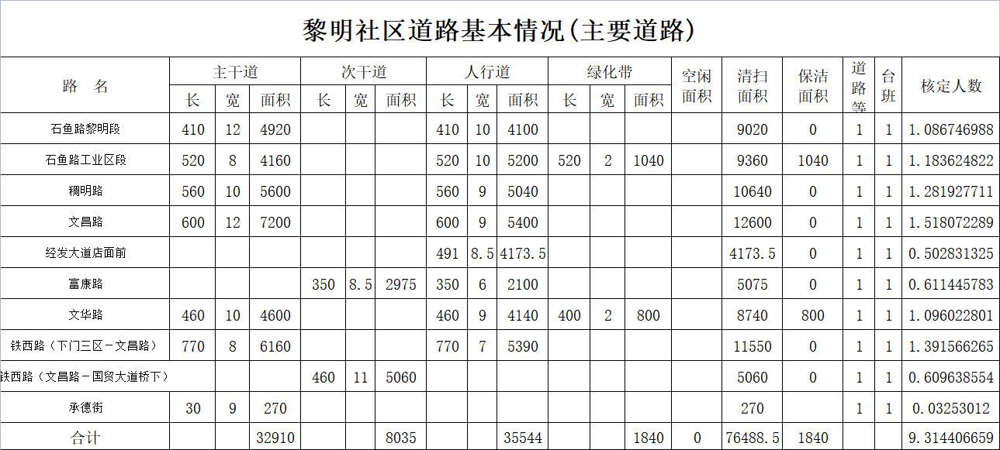 黎明社区道路基本情况(主要道路)
路 名 主干道 次干道 人行道 绿化带 空闲面积 清扫面积 保洁面积 道路等 台班 核定人数
长 宽 面积 长 宽 面积 长 宽 面积 长 宽 面积
石鱼路黎明段 410 12 4920 410 10 4100 9020 0 1 1 1.086746988
石鱼路工业区段 520 8 4160 520 10 5200 520 2 1040 9360 1040 1 1 1.183624822
稠明路 560 10 5600 560 9 5040 10640 0 1 1 1.281927711
文昌路 600 12 7200 600 9 5400 12600 0 1 1 1.518072289
经发大道店面前 491 8.5 4173.5 4173.5 0 1 1 0.502831325
富康路 350 8.5 2975 350 6 2100 5075 0 1 1 0.611445783
文华路 460 10 4600 460 9 4140 400 2 800 8740 800 1 1 1.096022801
铁西路（下门三区－文昌路） 770 8 6160 770 7 5390 11550 0 1 1 1.391566265
铁西路（文昌路－国贸大道桥下） 460 11 5060 5060 0 1 1 0.609638554
承德街 30 9 270 270 1 1 0.03253012
合计 32910 8035 35544 1840 0 76488.5 1840 9.314406659